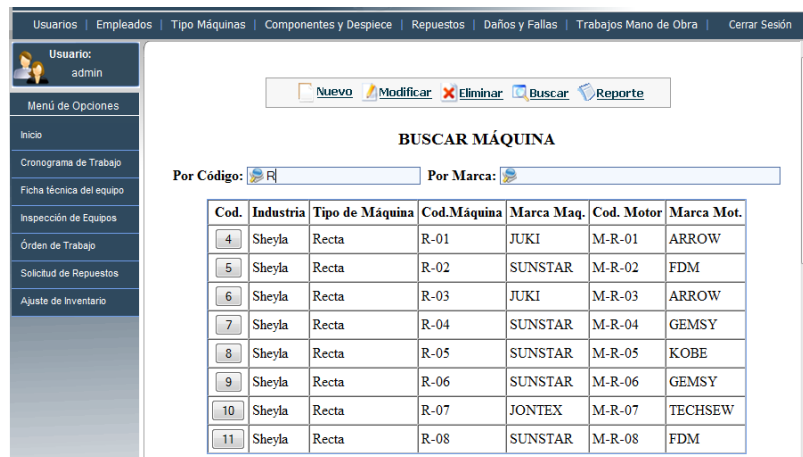 Usuarios | Empleados | Tipo Máquinas | Componentes y Despiece | Repuestos | Daños y Fallas | Trabajos Mano de Obra | Cerrar Sesión
Usuario:
admin
Menú de Opciones
Inicio
Cronograma de Trabajo
Ficha técnica del equipo
Inspección de Equipos
Órden de Trabajo
Solicitud de Repuestos
Ajuste de Inventario
Nuevo Modificar Eliminar Buscar Reporte
BUSCAR MÁQUINA
Por Código: R Por Marca:
Cod. Industria Tipo de Máquina Cod.Máquina Marca Maq. Cod. Motor Marca Mot.
4 Sheyla Recta R-01 JUKI M-R-01 ARROW
5 Sheyla Recta R-02 SUNSTAR M-R-02 FDM
6 Sheyla Recta R-03 JUKI M-R-03 ARROW
7 Sheyla Recta R-04 SUNSTAR M-R-04 GEMSY
8 Sheyla Recta R-05 SUNSTAR M-R-05 KOBE
9 Sheyla Recta R-06 SUNSTAR M-R-06 GEMSY
10 Sheyla Recta R-07 JONTEX M-R-07 TECHSEW
11 Sheyla Recta R-08 SUNSTAR M-R-08 FDM